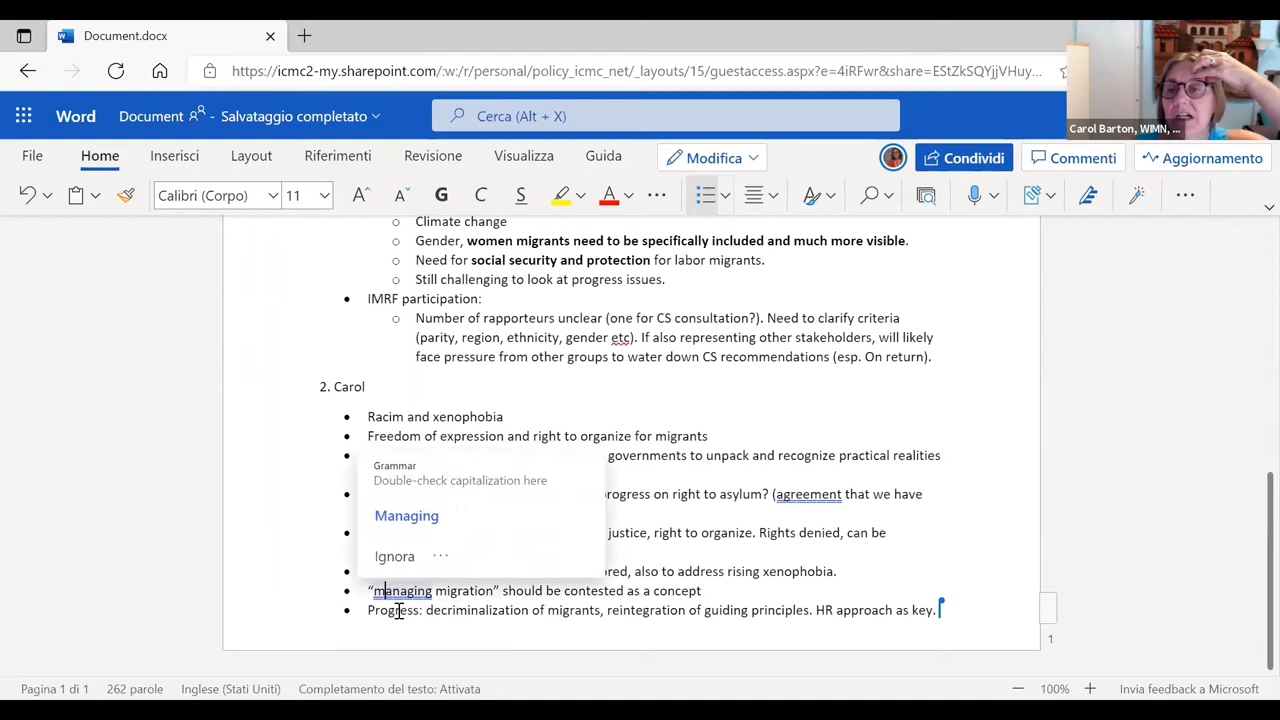 Document.docx
https://icmc2-my.sharepoint.com/:w:/r/personal/policy_icmc_net/_layouts/15/guestaccess.aspx?e=4iRFwr&share=EStZkSQYjjVHuy...
Word Document - Salvataggio completato Cerca (Alt + X)
Carol Barton, WIMN, ...
File Home Inserisci Layout Riferimenti Revisione Visualizza Guida Modifica Condividi Commenti Aggiornamento
Calibri (Corpo) 11 A A G C S A
o Climate change
o Gender, women migrants need to be specifically included and much more visible.
o Need for social security and protection for labor migrants.
o Still challenging to look at progress issues.
• IMRF participation:
o Number of rapporteurs unclear (one for CS consultation?). Need to clarify criteria
(parity, region, ethnicity, gender etc). If also representing other stakeholders, will likely
face pressure from other groups to water down CS recommendations (esp. On return).
2. Carol
• Racim and xenophobia
• Freedom of expression and right to organize for migrants
• governments to unpack and recognize practical realities
Grammar
Double-check capitalization here
• progress on right to asylum? (agreement that we have
Managing
• justice, right to organize. Rights denied, can be
Ignora ...
• ored, also to address rising xenophobia.
• “managing migration” should be contested as a concept
• Progress: decriminalization of migrants, reintegration of guiding principles. HR approach as key.
1
Pagina 1 di 1 262 parole Inglese (Stati Uniti) Completamento del testo: Attivata 100% Invia feedback a Microsoft